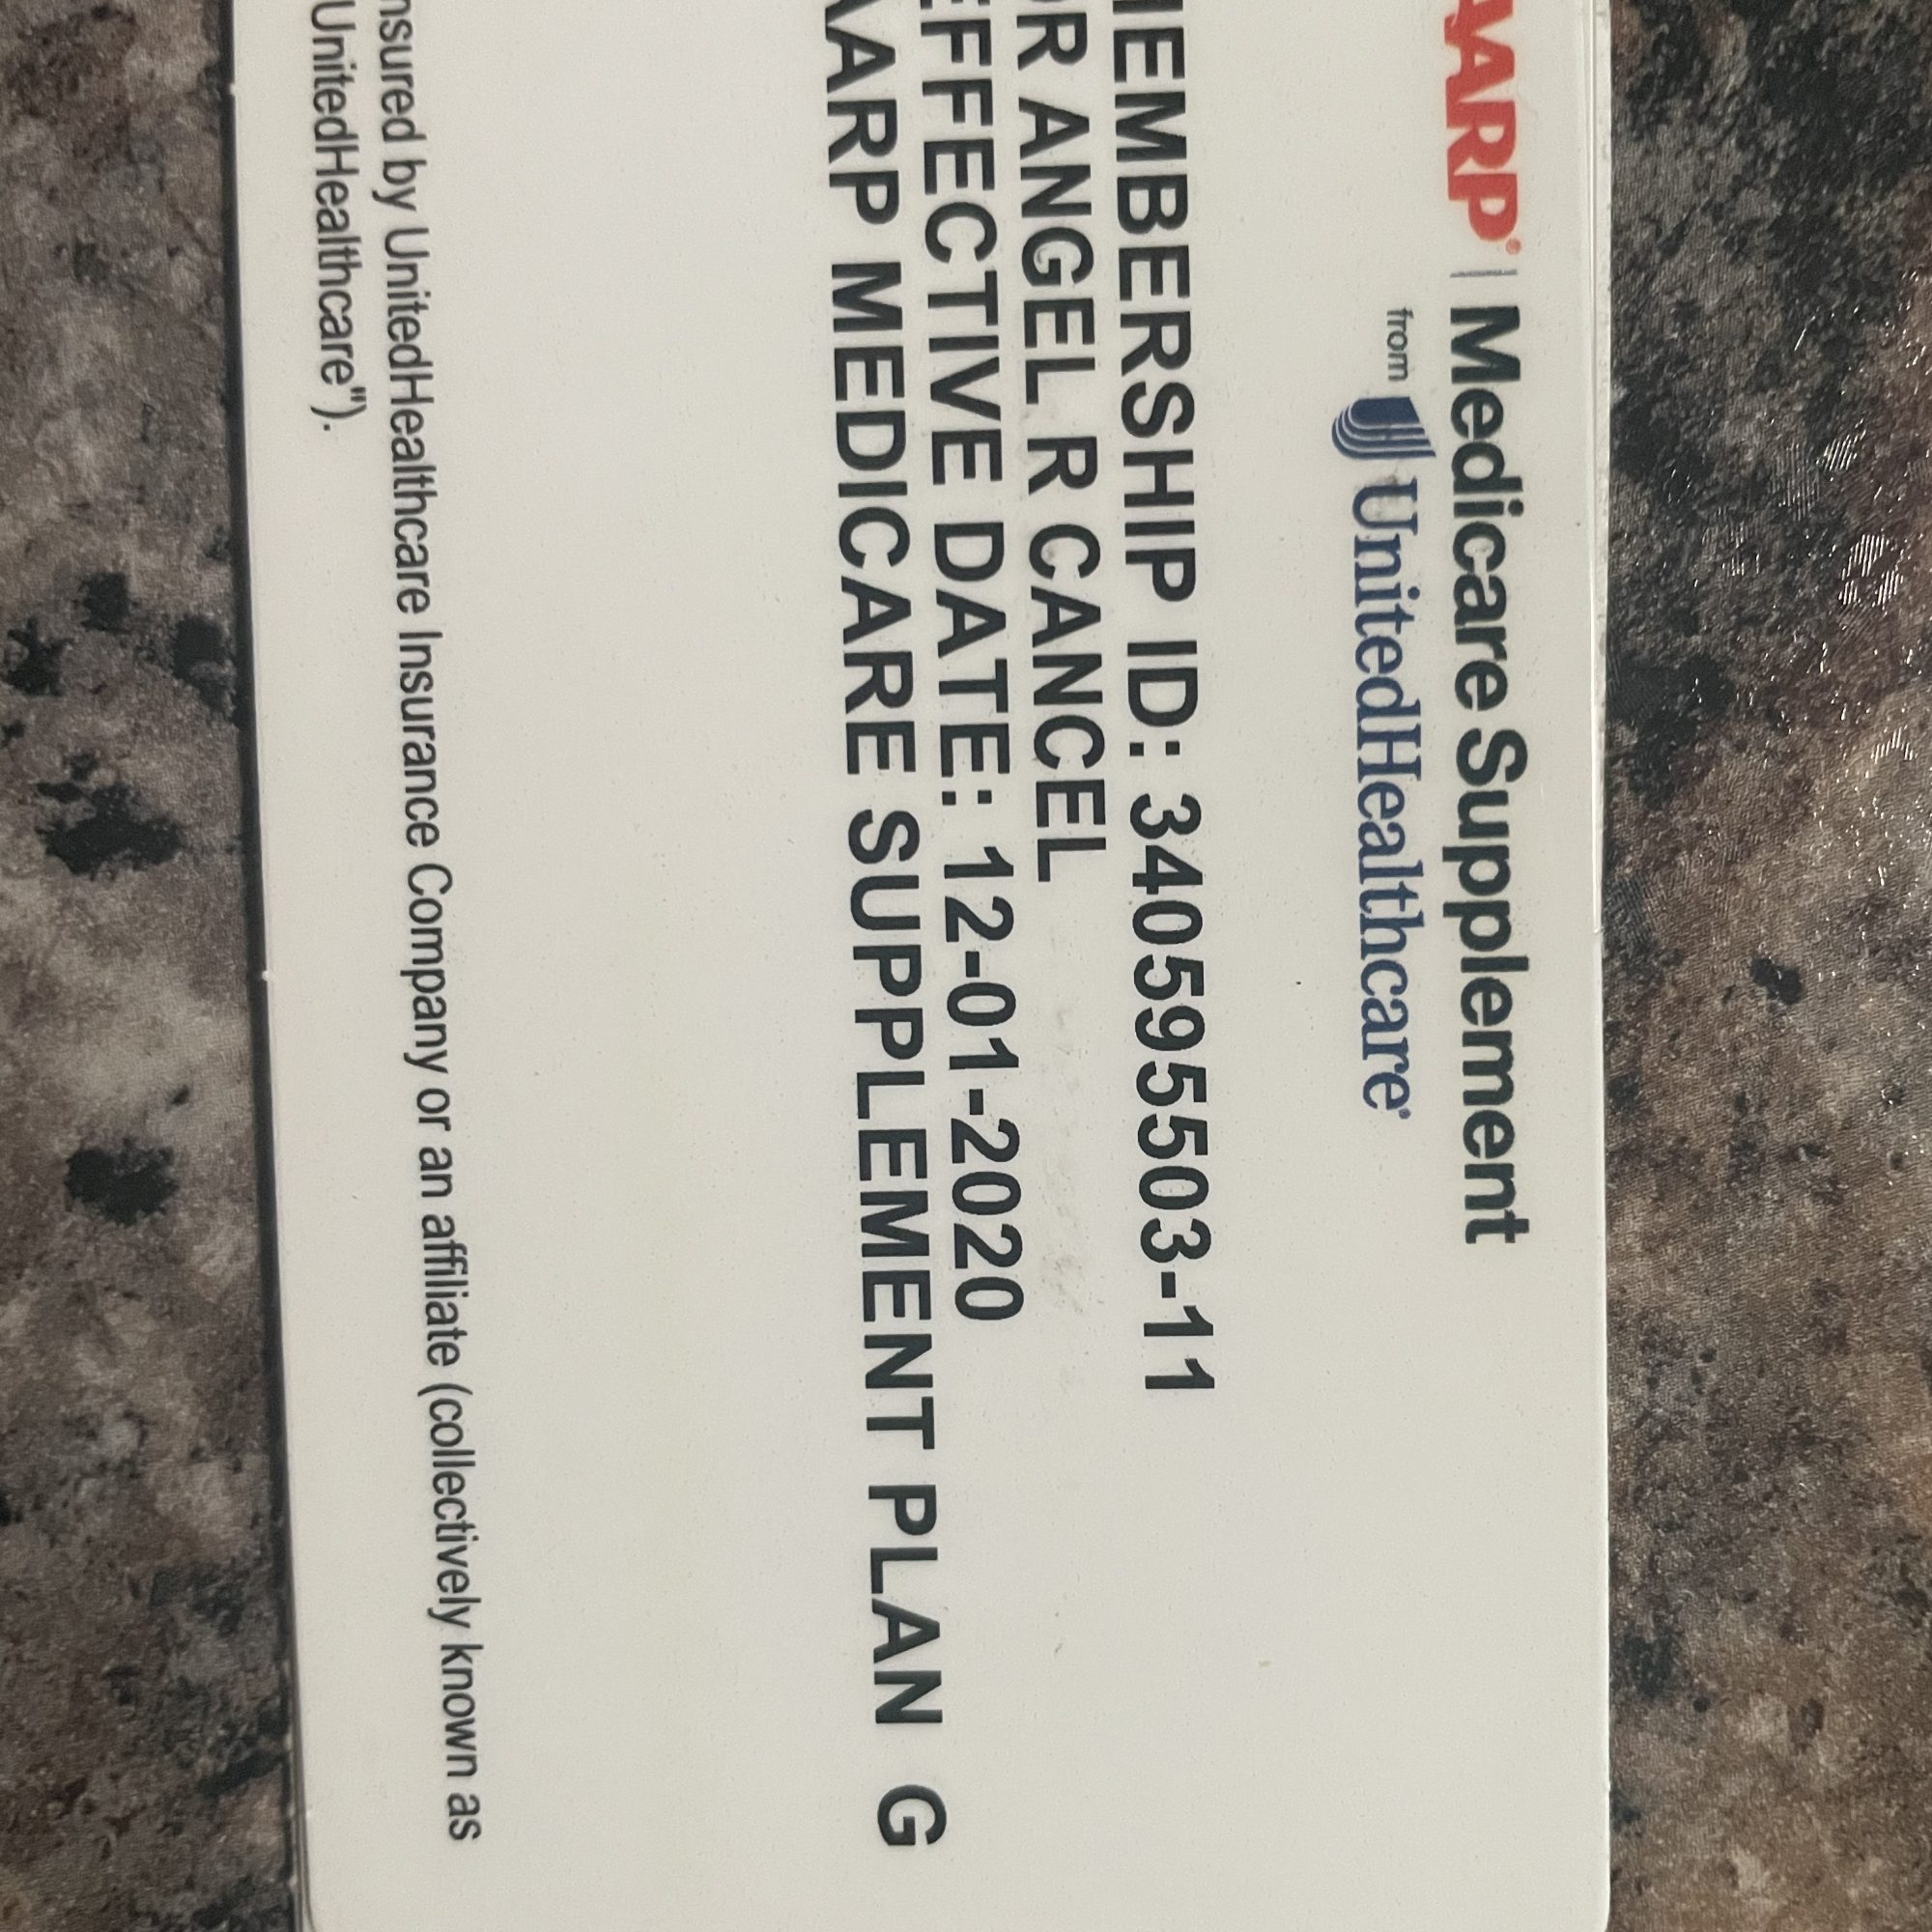 AARP® | Medicare Supplement
from UnitedHealthcare®
MEMBERSHIP ID: 340595503-11
ANGEL R CANCEL
EFFECTIVE DATE: 12-01-2020
AARP MEDICARE SUPPLEMENT PLAN G
nsured by UnitedHealthcare Insurance Company or an affiliate (collectively known as
UnitedHealthcare").